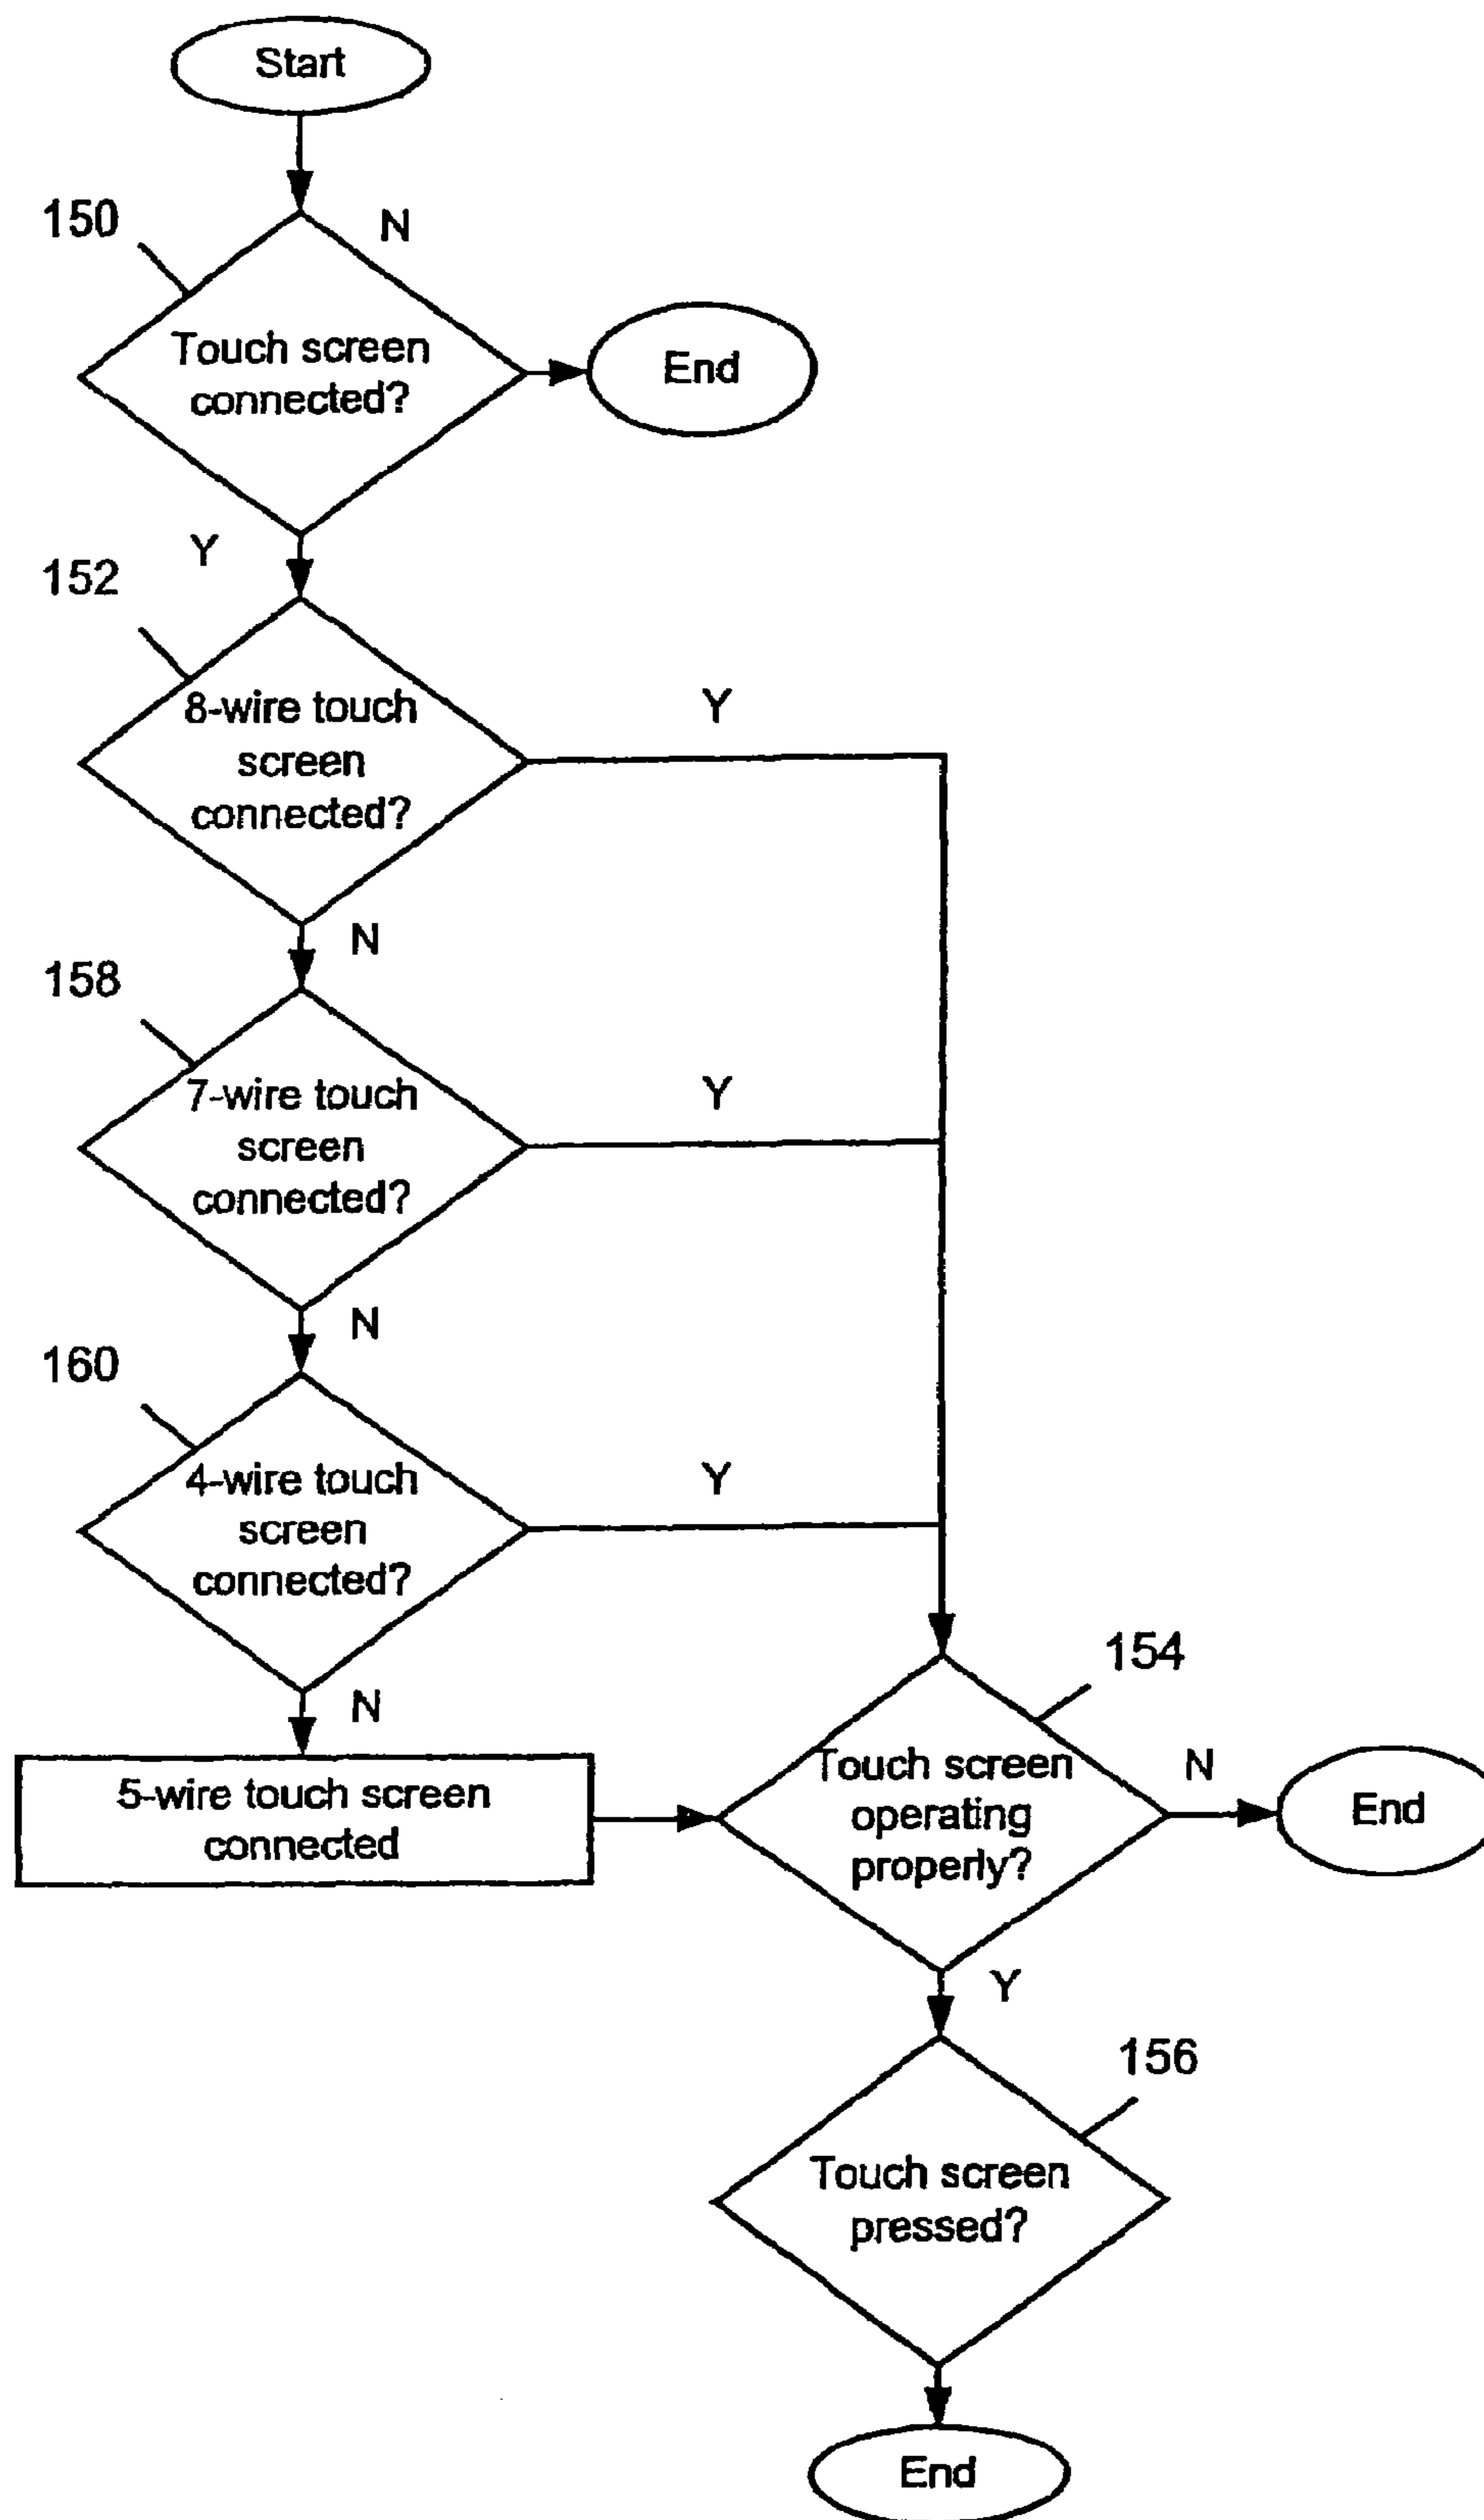 Start
150
N
Touch screen
connected?
End
Y
152
8-wire touch
screen
connected?
Y
N
158
7-wire touch
screen
connected?
Y
N
160
4-wire touch
screen
connected?
Y
N
154
5-wire touch screen
connected
Touch screen
operating
properly?
N
End
Y
156
Touch screen
pressed?
End